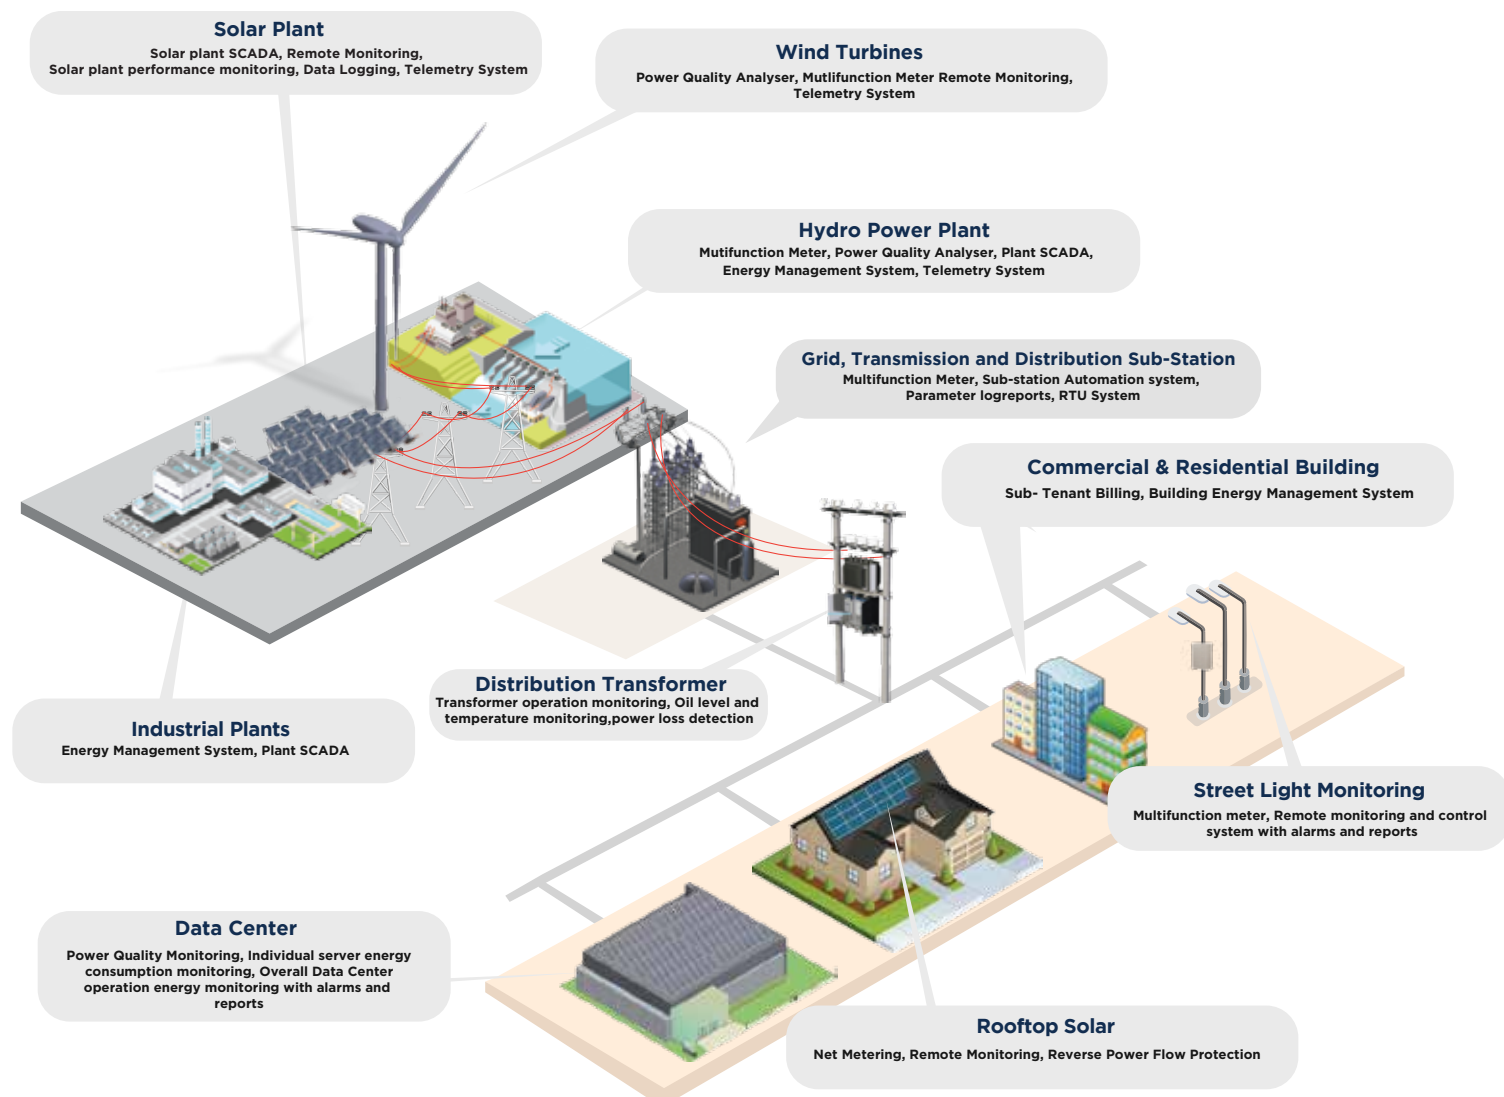 Solar Plant
Solar plant SCADA, Remote Monitoring,
Solar plant performance monitoring, Data Logging, Telemetry System
Wind Turbines
Power Quality Analyser, Mutlifunction Meter Remote Monitoring,
Telemetry System
Hydro Power Plant
Mutifunction Meter, Power Quality Analyser, Plant SCADA,
Energy Management System, Telemetry System
Grid, Transmission and Distribution Sub-Station
Multifunction Meter, Sub-station Automation system,
Parameter logreports, RTU System
Commercial & Residential Building
Sub- Tenant Billing, Building Energy Management System
Distribution Transformer
Transformer operation monitoring, Oil level and
temperature monitoring,power loss detection
Industrial Plants
Energy Management System, Plant SCADA
Street Light Monitoring
Multifunction meter, Remote monitoring and control
system with alarms and reports
Data Center
Power Quality Monitoring, Individual server energy
consumption monitoring, Overall Data Center
operation energy monitoring with alarms and
reports
Rooftop Solar
Net Metering, Remote Monitoring, Reverse Power Flow Protection